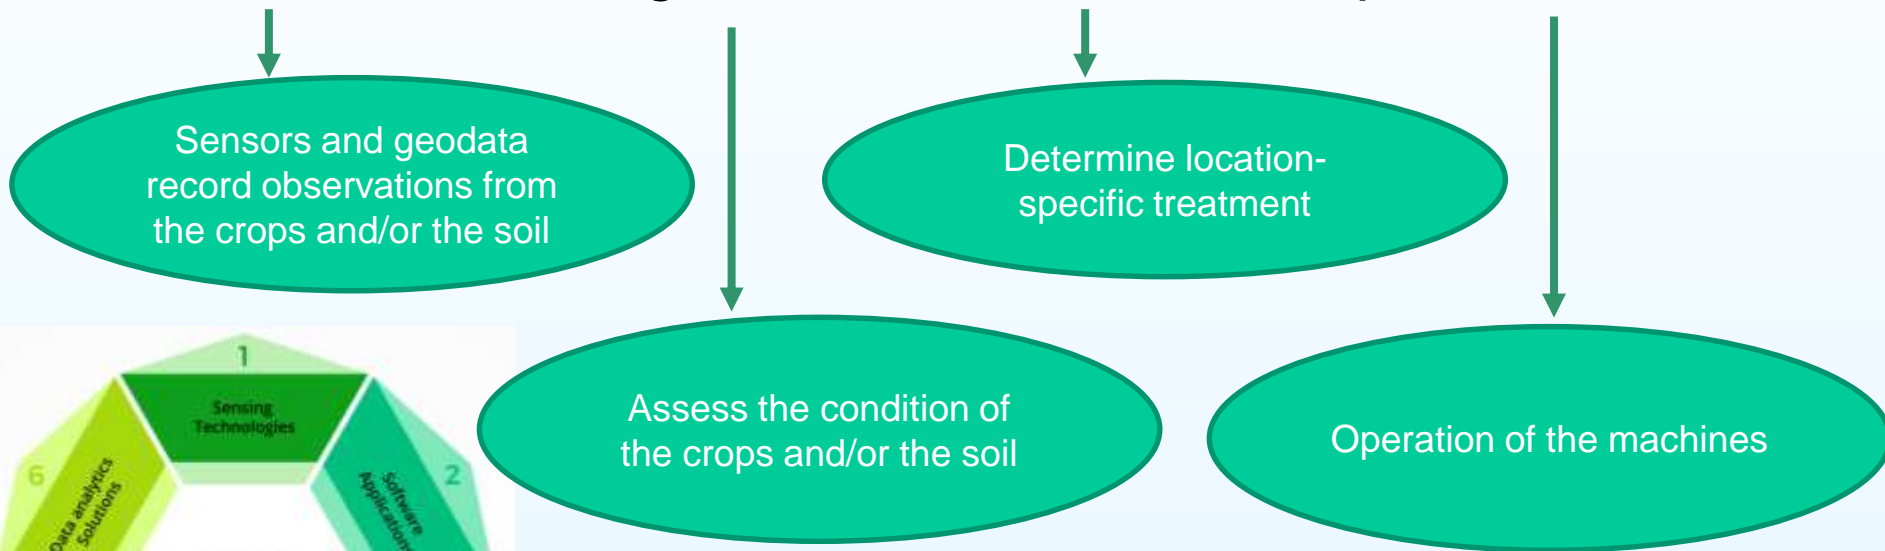 Sensors and geodata
record observations from
the crops and/or the soil
Determine location-
specific treatment
Assess the condition of
the crops and/or the soil
Operation of the machines
1
Sensing
Technologies
2
Software
Applications
6
Data analytics
Solutions